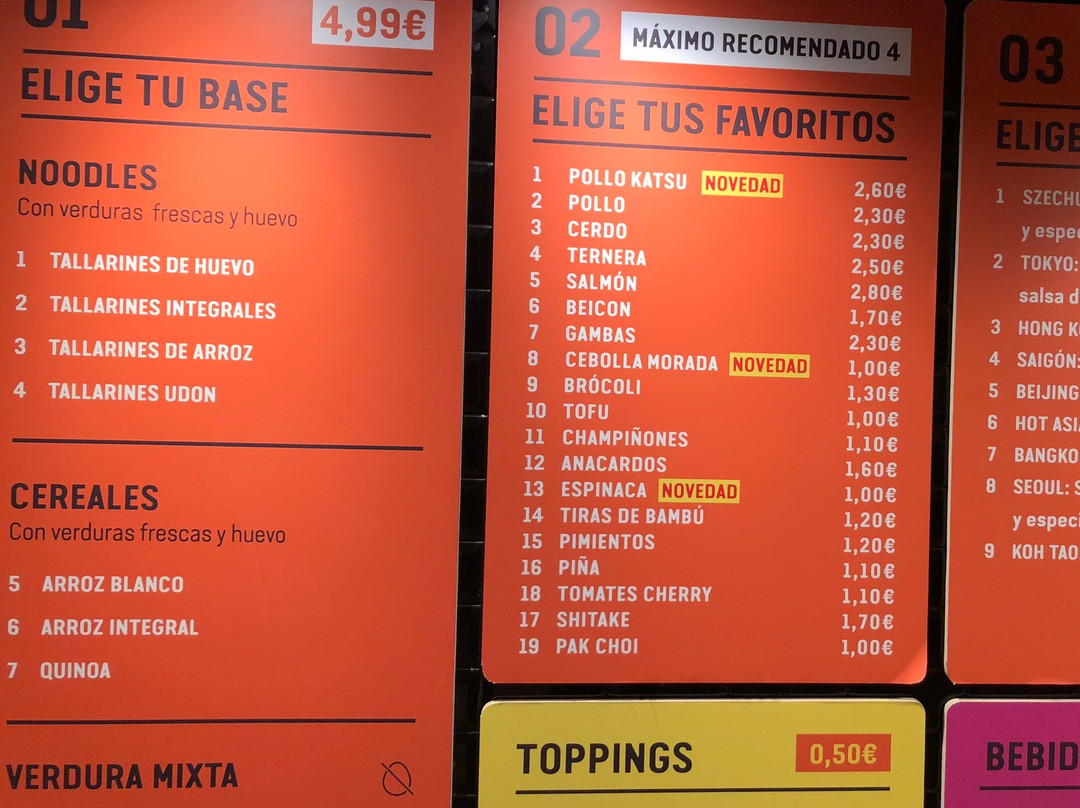 01
4,99€
ELIGE TU BASE
NOODLES
Con verduras frescas y huevo
1 TALLARINES DE HUEVO
2 TALLARINES INTEGRALES
3 TALLARINES DE ARROZ
4 TALLARINES UDON
CEREALES
Con verduras frescas y huevo
5 ARROZ BLANCO
6 ARROZ INTEGRAL
7 QUINOA
VERDURA MIXTA
02
MÁXIMO RECOMENDADO 4
ELIGE TUS FAVORITOS
1 POLLO KATSU NOVEDAD 2,60€
2 POLLO 2,30€
3 CERDO 2,30€
4 TERNERA 2,50€
5 SALMÓN 2,80€
6 BEICON 1,70€
7 GAMBAS 2,30€
8 CEBOLLA MORADA NOVEDAD 1,00€
9 BRÓCOLI 1,30€
10 TOFU 1,00€
11 CHAMPIÑONES 1,10€
12 ANACARDOS 1,60€
13 ESPINACA NOVEDAD 1,00€
14 TIRAS DE BAMBÚ 1,20€
15 PIMIENTOS 1,20€
16 PIÑA 1,10€
18 TOMATES CHERRY 1,10€
17 SHITAKE 1,70€
19 PAK CHOI 1,00€
TOPPINGS 0,50€
03
ELIGE
1 SZECHU
y espe
2 TOKYO:
salsa d
3 HONG K
4 SAIGÓN:
5 BEIJING
6 HOT ASI
7 BANGKO
8 SEOUL: S
y especi
9 KOH TAO
BEBID